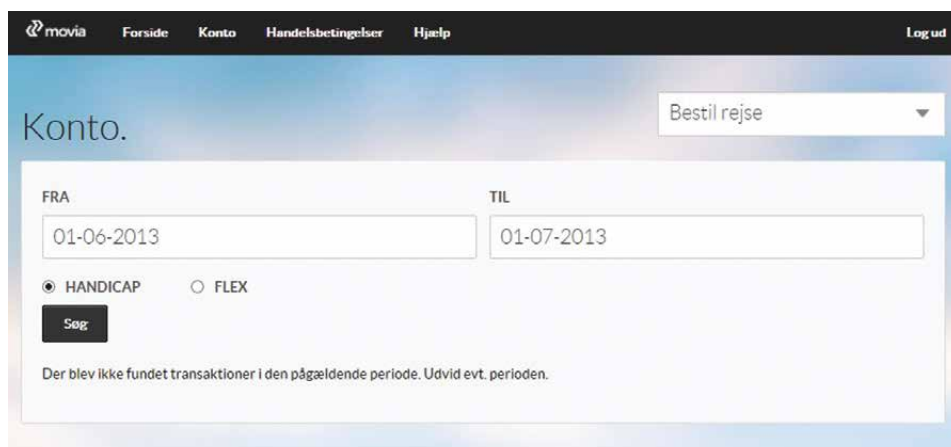 movia Forside Konto Handelsbetingelser Hjælp Log ud
Konto.
Bestil rejse
FRA TIL
01-06-2013 01-07-2013
HANDICAP FLEX
Søg
Der blev ikke fundet transaktioner i den pågældende periode. Udvid evt. perioden.